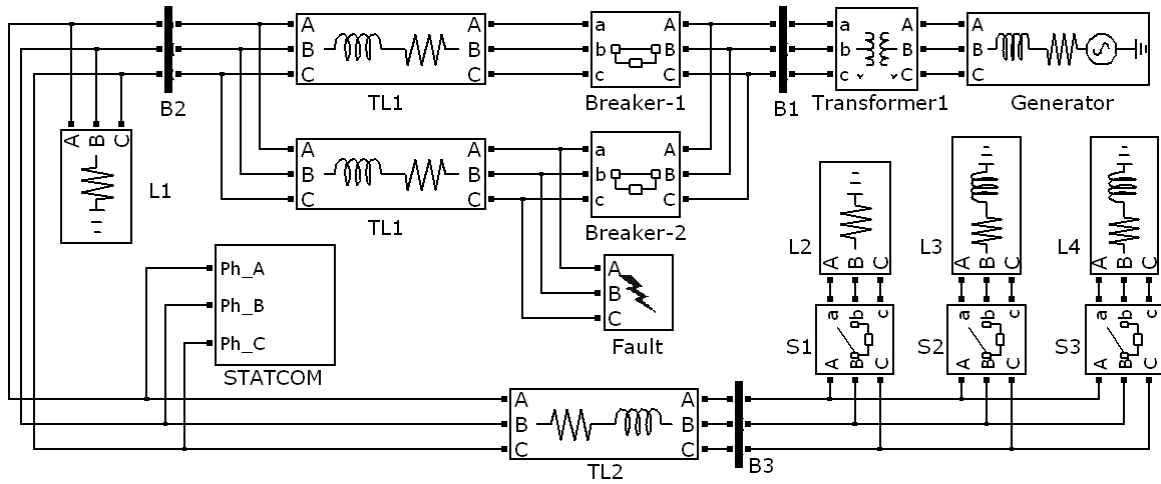 A A a A a A A
B B b B b B B
C C c C c C C
B2 TL1 Breaker-1 B1 Transformer1 Generator
A B C
L1
A A a A
B B b B
C C c C
TL1 Breaker-2
L2 L3 L4
A B C A B C A B C
Ph_A
Ph_B
Ph_C
STATCOM
A
B
C
Fault
a b c a b c a b c
S1 S2 S3
A B C A B C A B C
A A
B B
C C
TL2 B3